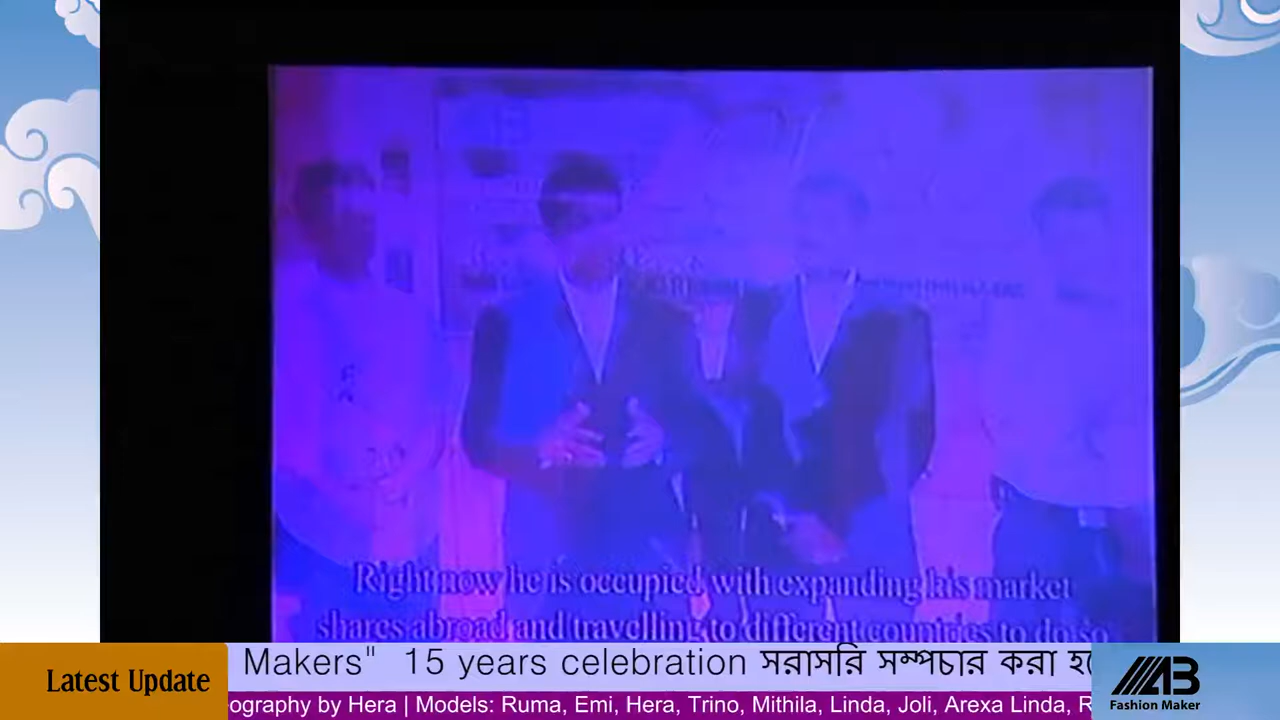 Right now he is occupied with expanding his market
shares abroad and travelling to different countries to do so
Latest Update
Makers" 15 years celebration সরাসরি সম্পচার করা
ography by Hera | Models: Ruma, Emi, Hera, Trino, Mithila, Linda, Joli, Arexa Linda, R
AB
Fashion Maker